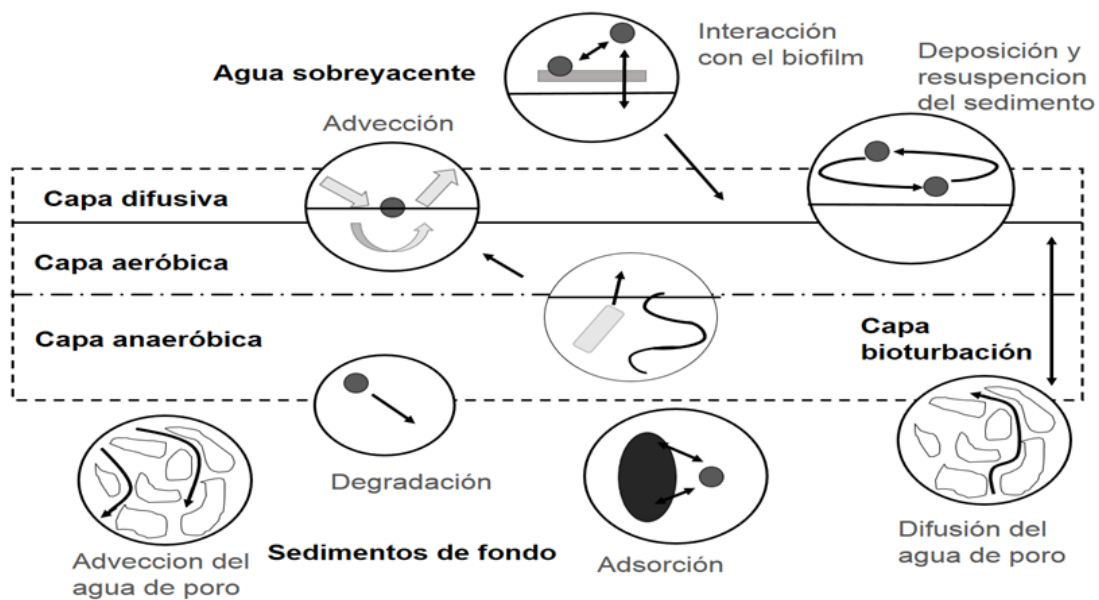 Interacción
con el biofilm
Deposición y
resuspencion
del sedimento
Agua sobreyacente
Advección
Capa difusiva
Capa aeróbica
Capa anaeróbica
Capa
bioturbación
Degradación
Adveccion del
agua de poro
Sedimentos de fondo
Adsorción
Difusión del
agua de poro